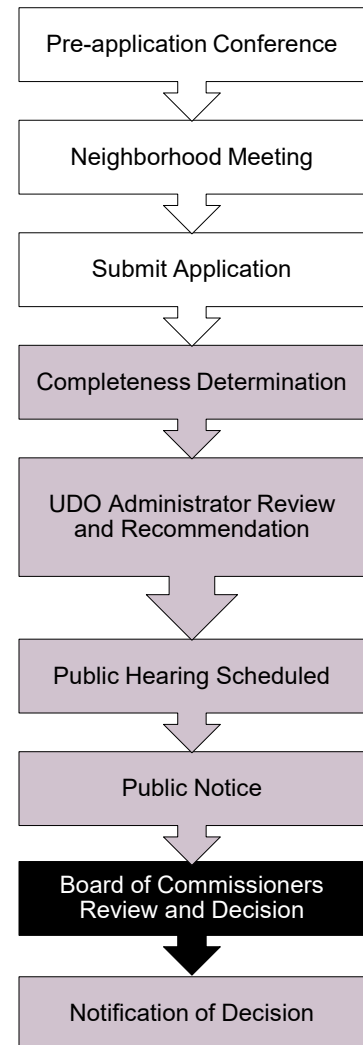 Pre-application Conference
Neighborhood Meeting
Submit Application
Completeness Determination
UDO Administrator Review
and Recommendation
Public Hearing Scheduled
Public Notice
Board of Commissioners
Review and Decision
Notification of Decision